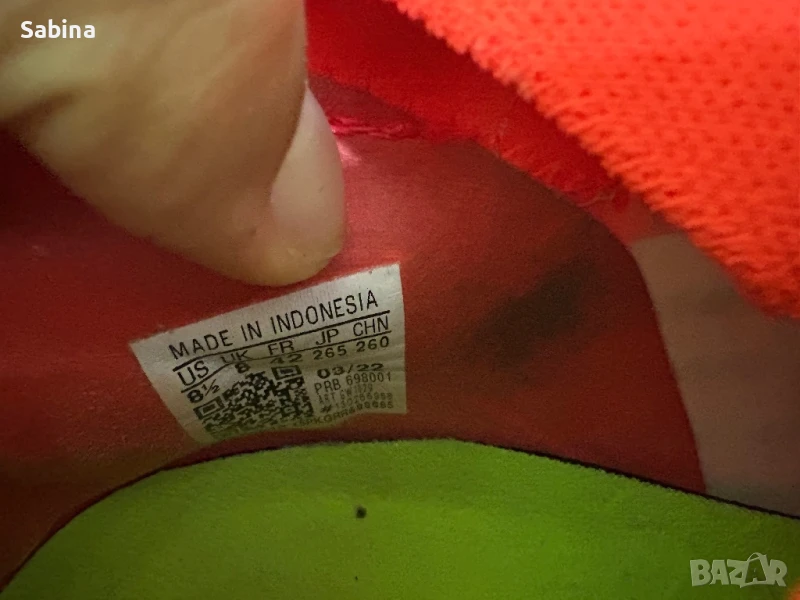 Sabina
MADE IN INDONESIA
US UK FR JP CHN
8½ 8 42 265 260
03/22
PRB 698001
BAZAR